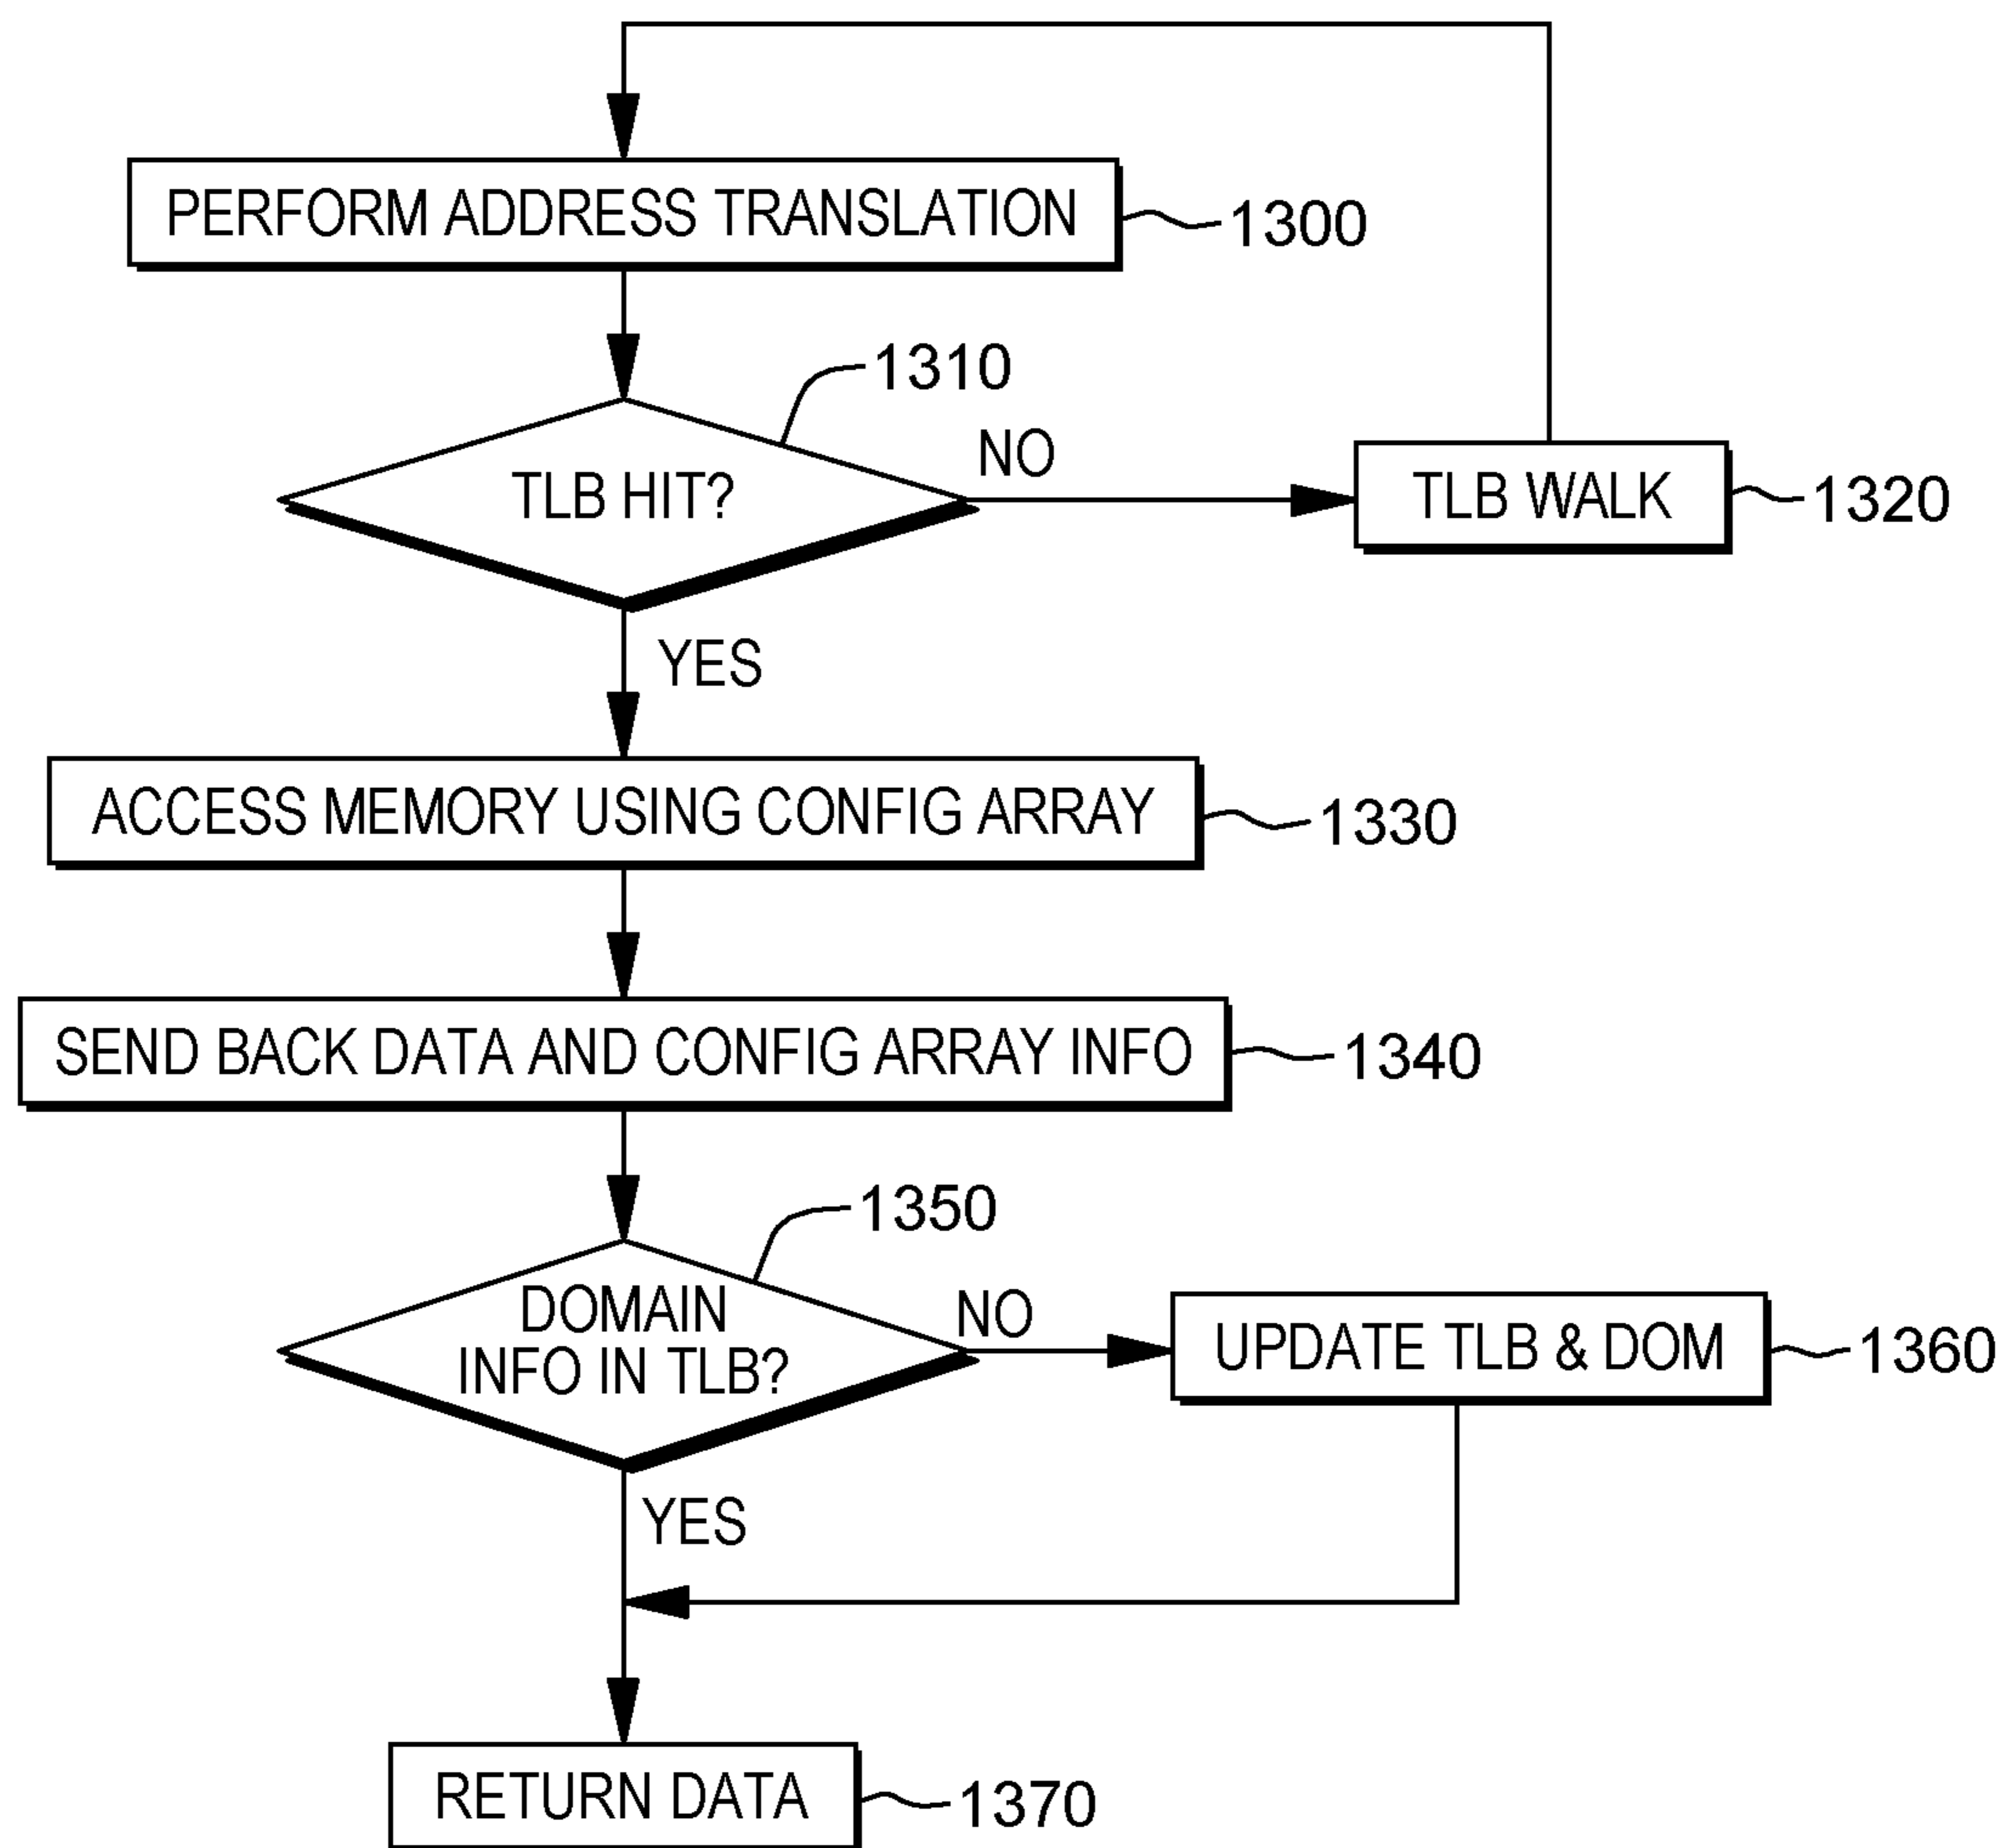 PERFORM ADDRESS TRANSLATION
1300
1310
TLB HIT?
NO
TLB WALK
1320
YES
ACCESS MEMORY USING CONFIG ARRAY
1330
SEND BACK DATA AND CONFIG ARRAY INFO
1340
1350
DOMAIN
INFO IN TLB?
NO
UPDATE TLB & DOM
1360
YES
RETURN DATA
1370